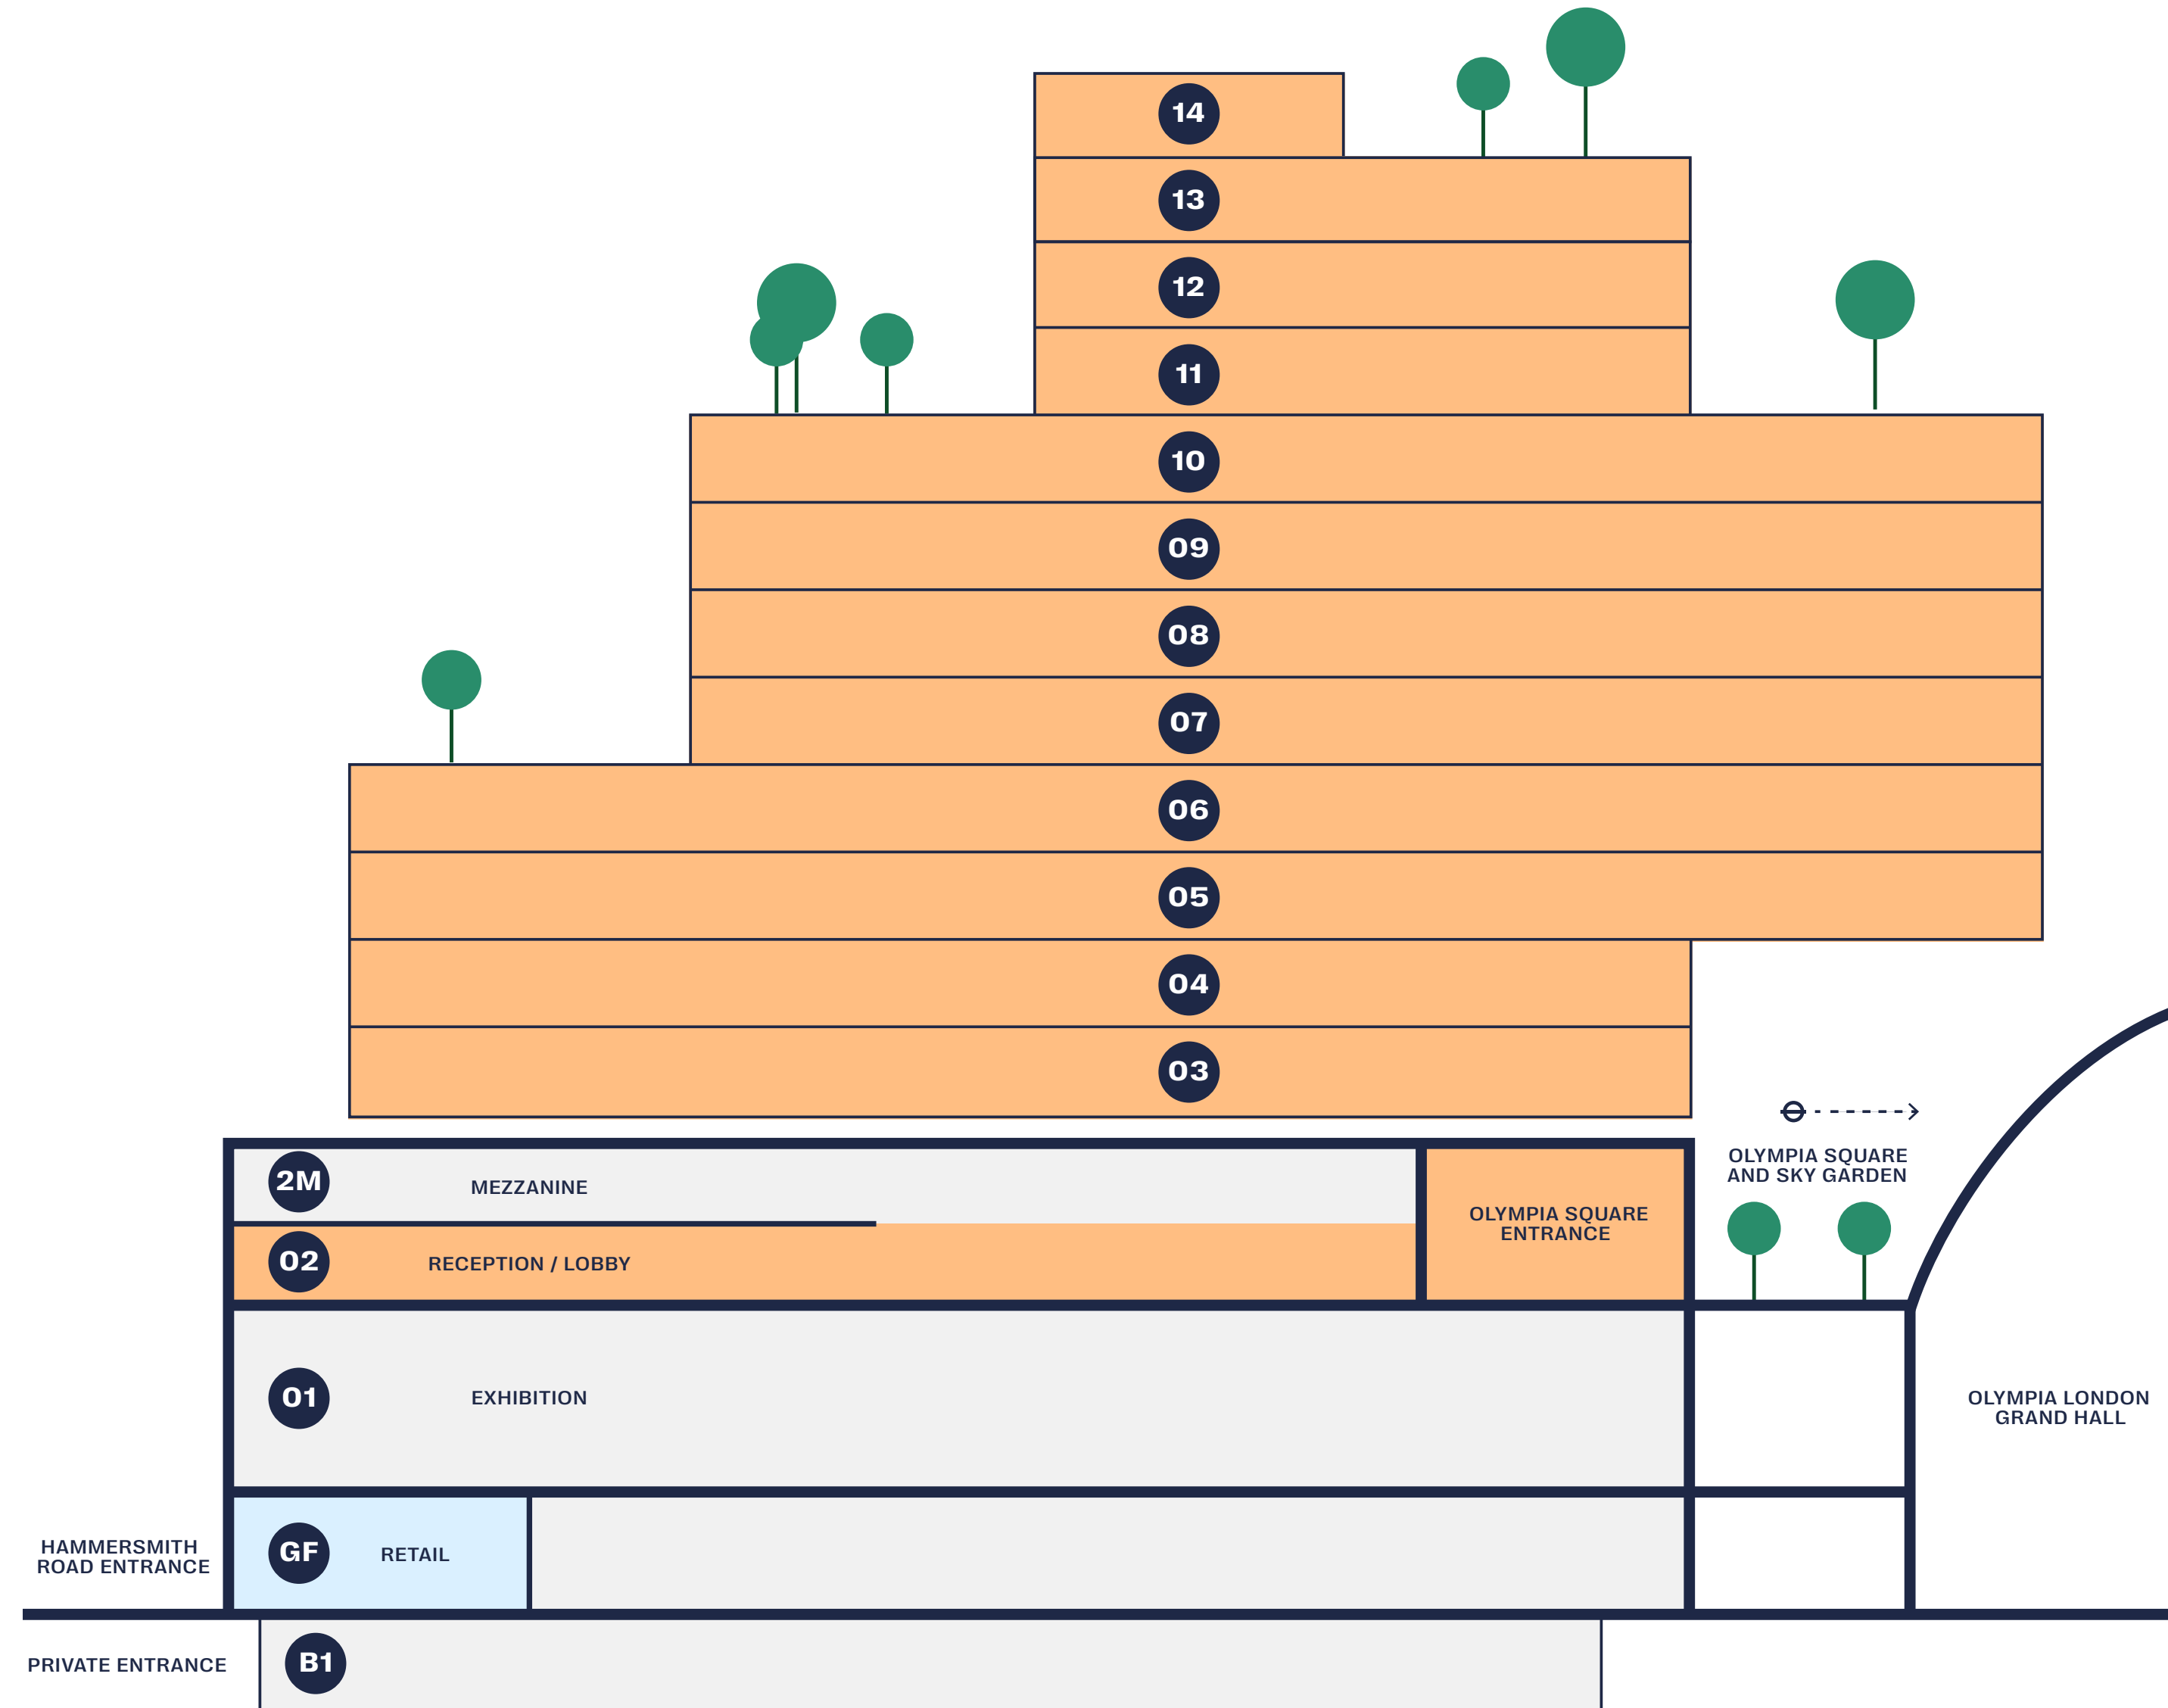 14
13
12
11
10
09
08
07
06
05
04
03
OLYMPIA SQUARE
AND SKY GARDEN
2M
MEZZANINE
OLYMPIA SQUARE
ENTRANCE
02
RECEPTION / LOBBY
01
EXHIBITION
OLYMPIA LONDON
GRAND HALL
HAMMERSMITH
ROAD ENTRANCE
GF
RETAIL
PRIVATE ENTRANCE
B1